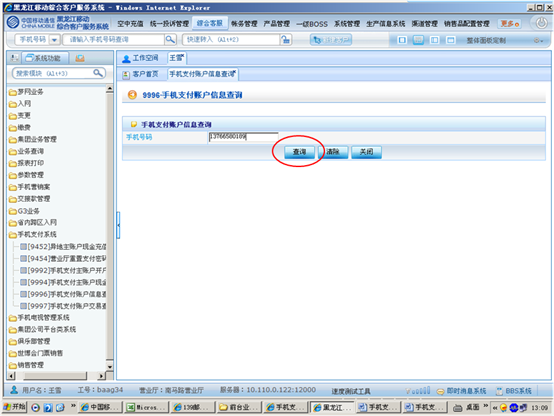 黑龙江移动综合客户服务系统 - Windows Internet Explorer
中国移动通信 CHINA MOBILE 黑龙江移动 综合客户服务系统
空中充值 统一投诉管理 综合客服 账务管理 产品管理 一级BOSS 系统管理 生产信息系统 渠道管理 销售品配置管理 更多
手机号码 请输入手机号码查询 快速转入 (Alt+2) 整体面板定制
系统功能 工作空间 王雪
搜索模块 (Alt+3) 客户首页 手机支付账户信息查询
梦网业务
入网
变更
缴费
集团业务管理
业务查询
报表打印
参数管理
手机营销案
交接款管理
G3业务
省内跨区入网
手机支付系统
[9452]异地主账户现金充值
[9454]营业厅重置支付密码
[9992]手机支付主账户开户
[9994]手机支付主账户现金
[9996]手机支付账户信息查
[9997]手机支付账户交易查
手机电视管理系统
集团公司平台类系统
俱乐部管理
世博会门票销售
销售管理
9996-手机支付账户信息查询
手机支付账户信息查询
手机号码 13766580189
查询 清除 关闭
用户名：王雪 工号：baag34 营业厅：南马路营业厅 服务器：10.110.0.122:12000 速度测试工具 即时消息系统 BBS系统
开始 中国移... Micros... 139邮... 前台业... 手机支... 黑龙江... 手机支... 手机支... 桌面 13:09